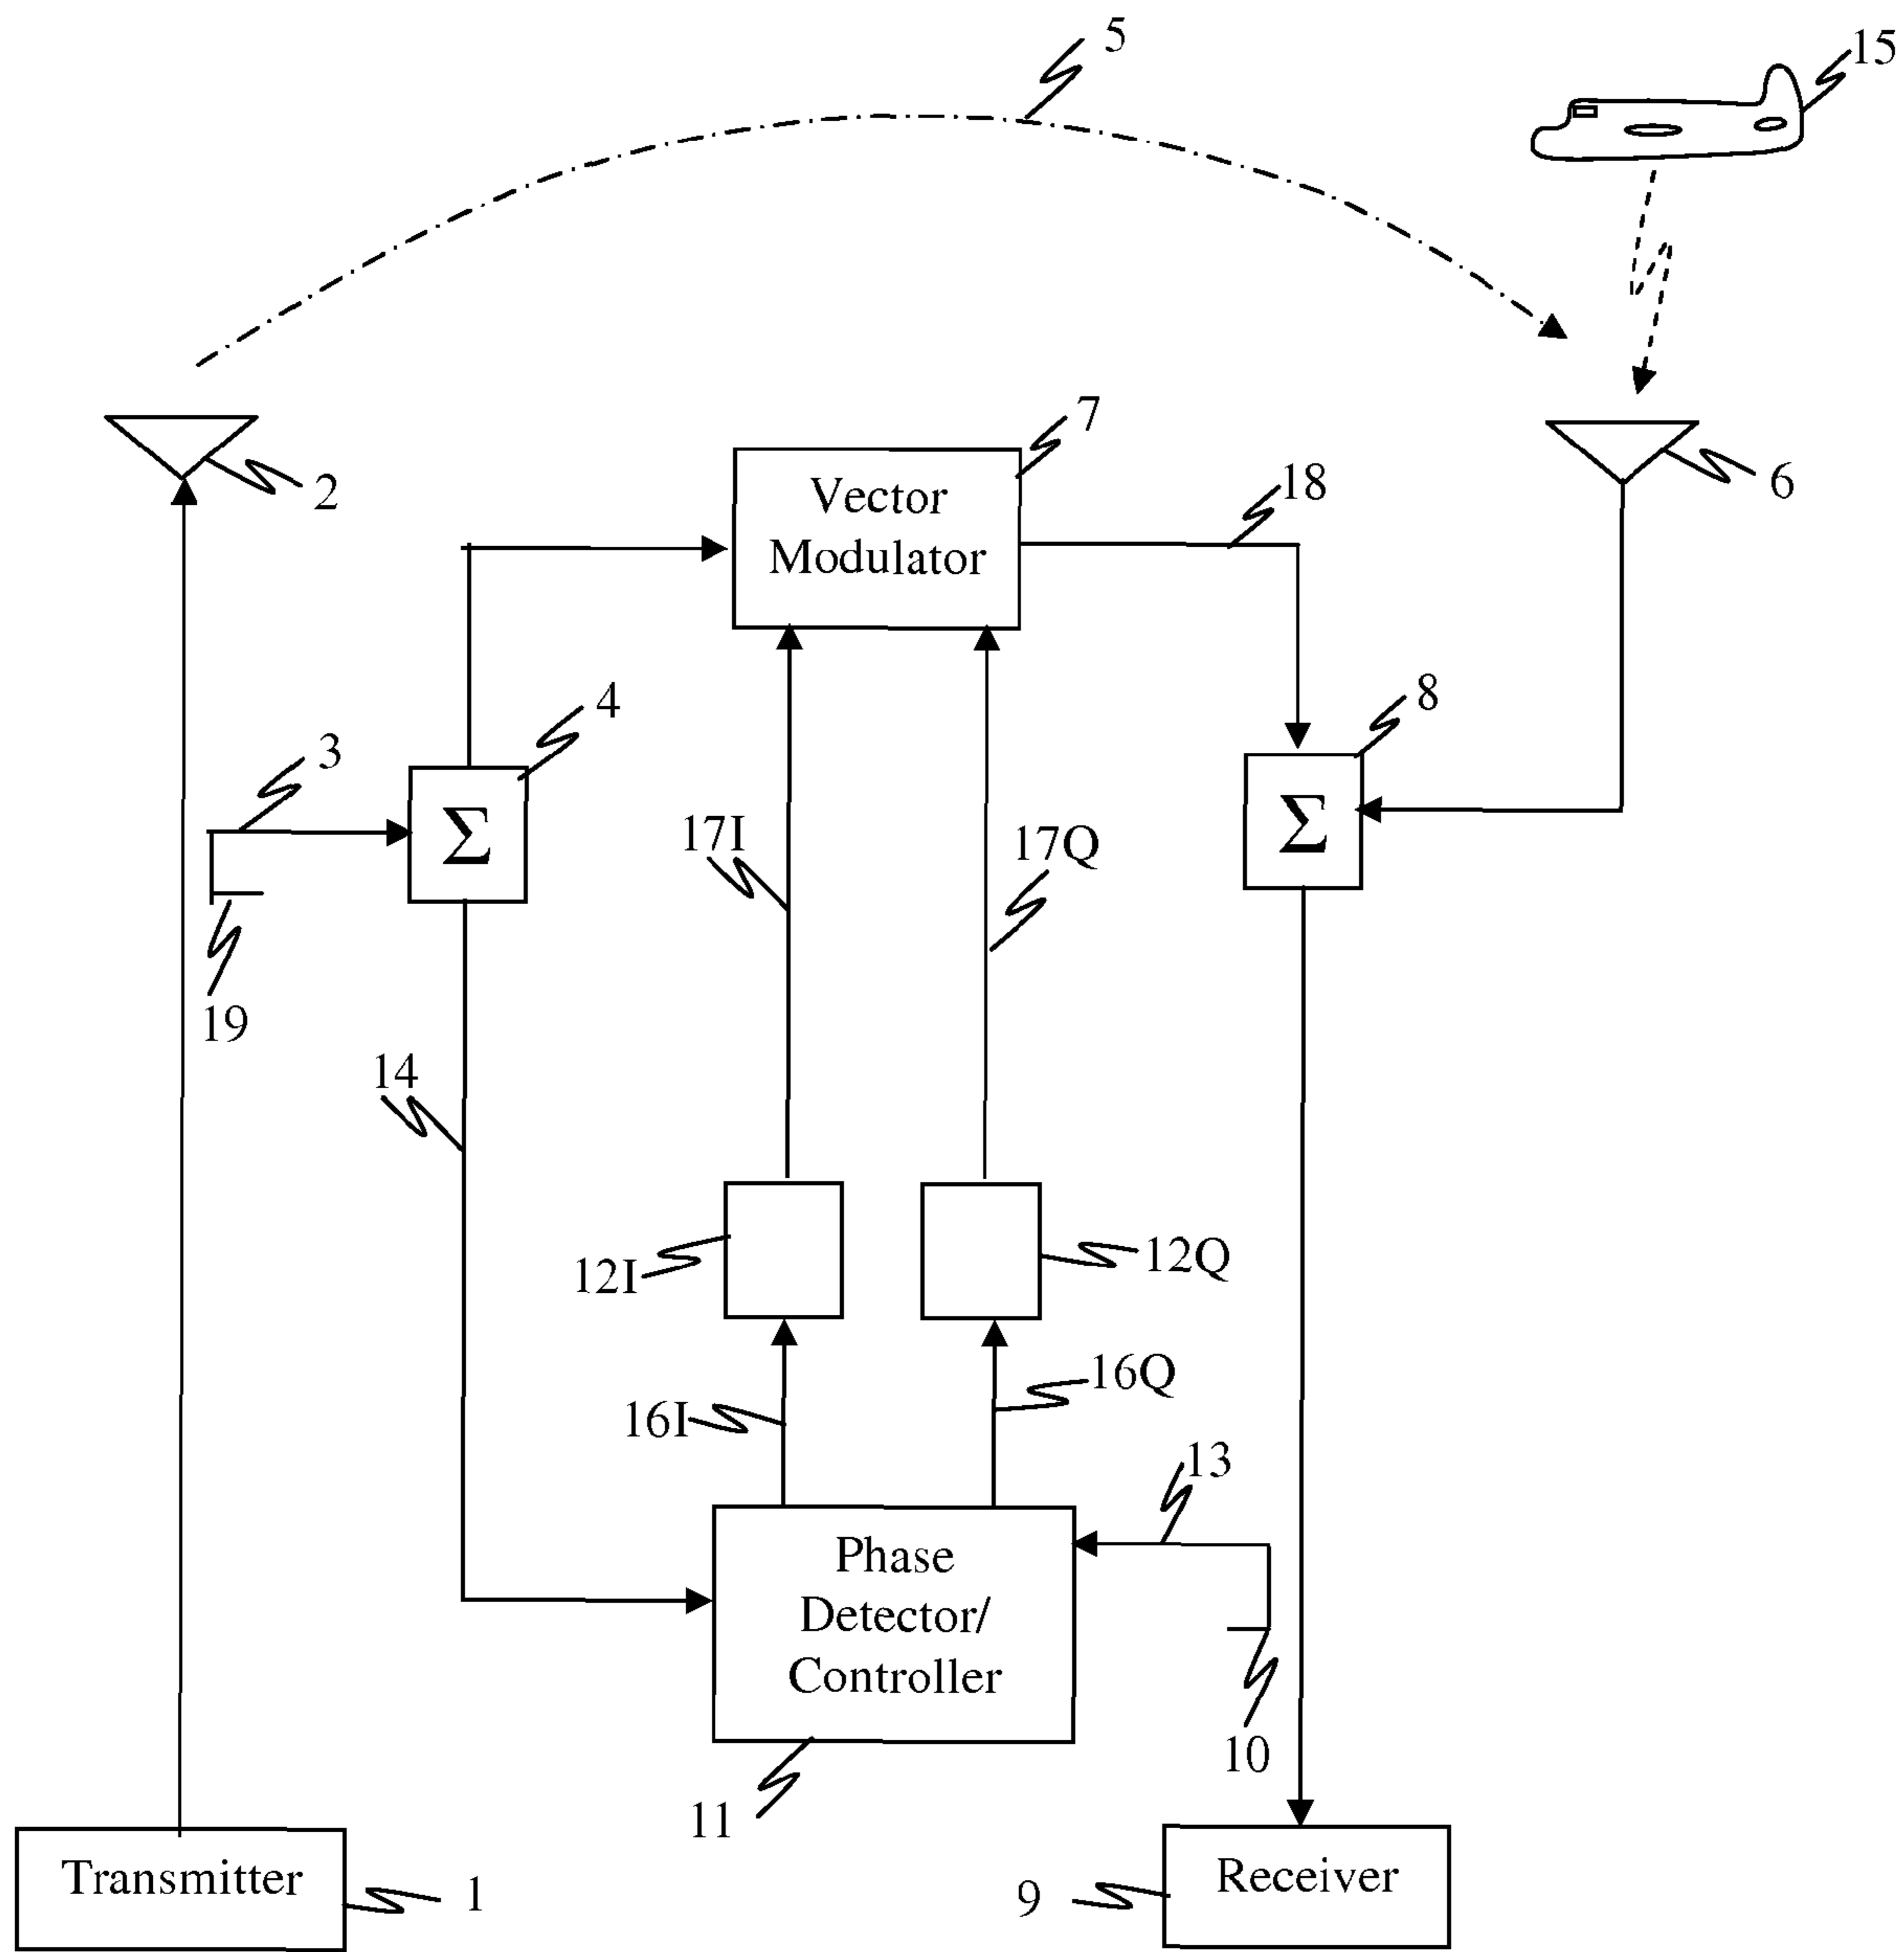 5
15
2
7
Vector
Modulator
18
6
3
4
Σ
8
Σ
17I
17Q
19
14
12I
12Q
16I
16Q
13
Phase
Detector/
Controller
10
11
Transmitter
1
9
Receiver